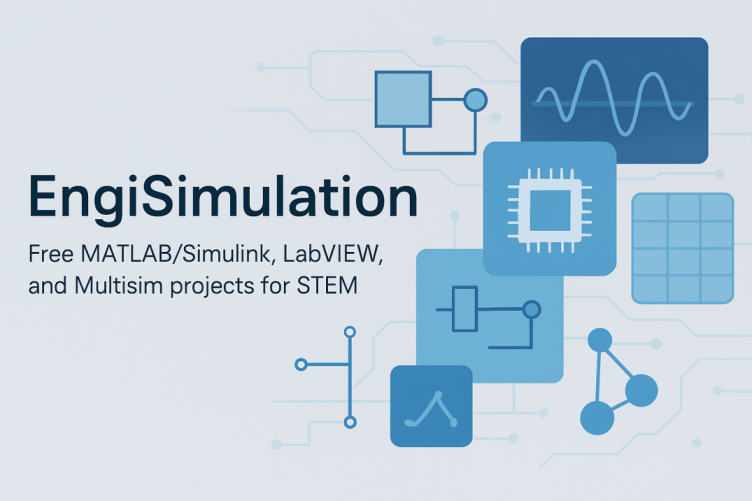 EngiSimulation
Free MATLAB/Simulink, LabVIEW,
and Multisim projects for STEM